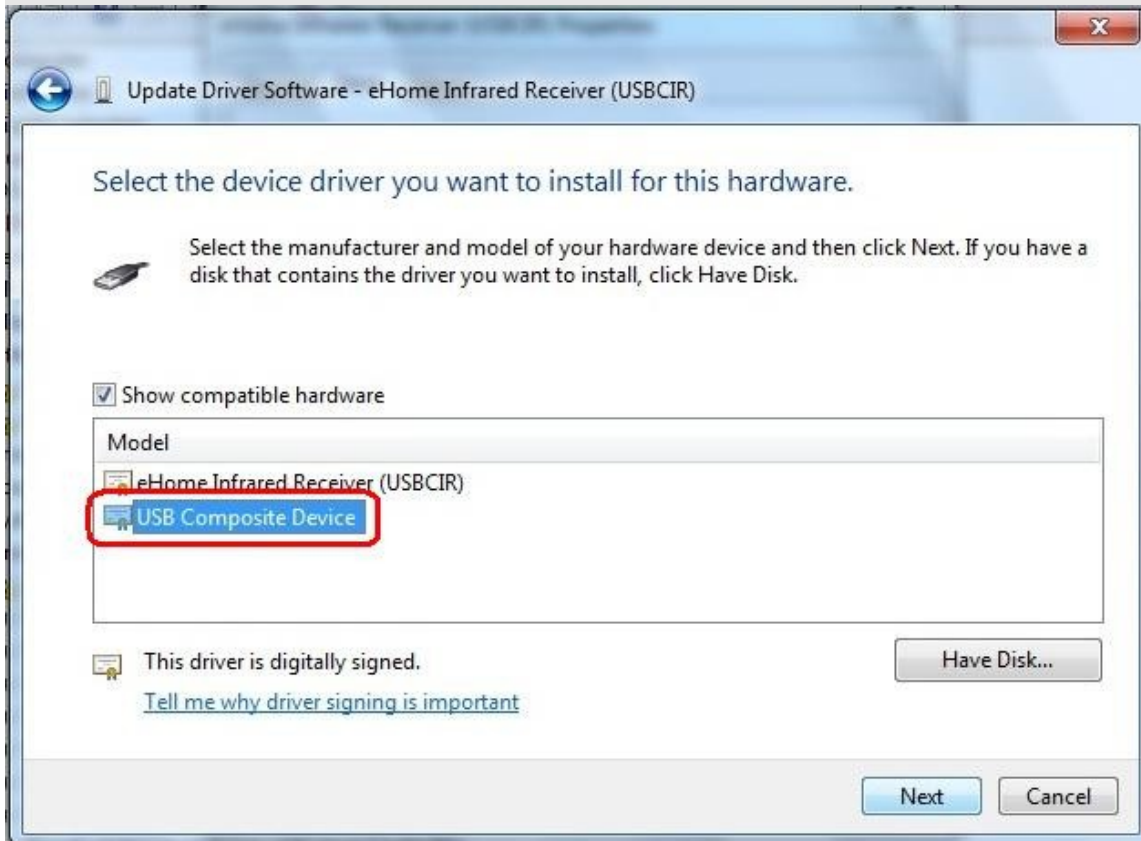 Update Driver Software - eHome Infrared Receiver (USBCIR)
Select the device driver you want to install for this hardware.
Select the manufacturer and model of your hardware device and then click Next. If you have a
disk that contains the driver you want to install, click Have Disk.
Show compatible hardware
Model
eHome Infrared Receiver (USBCIR)
USB Composite Device
This driver is digitally signed.
Have Disk...
Tell me why driver signing is important
Next
Cancel